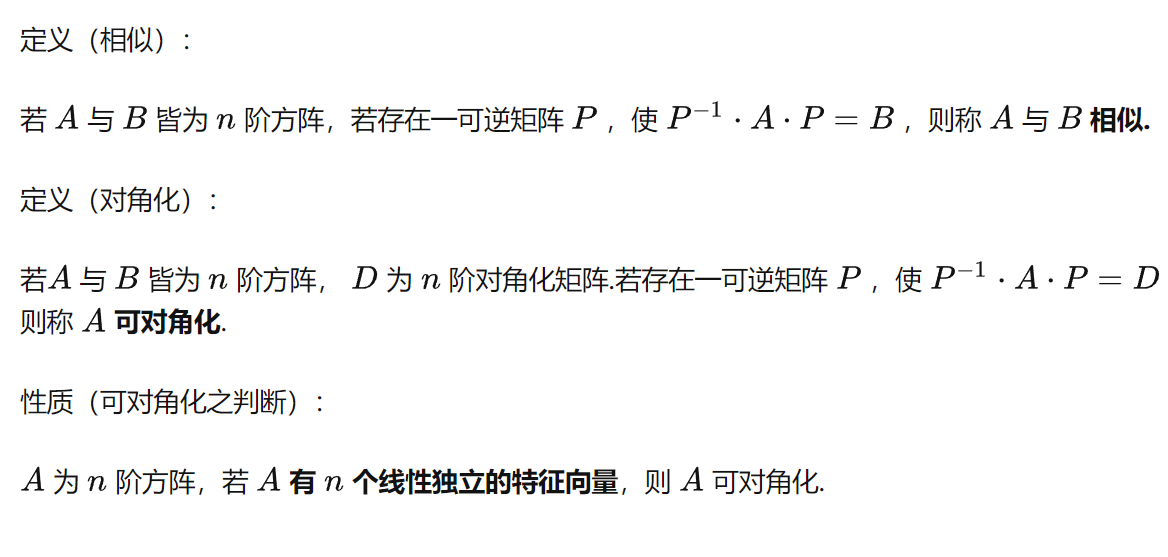 定义（相似）：
若 A 与 B 皆为 n 阶方阵，若存在一可逆矩阵 P ，使 P⁻¹ · A · P = B ，则称 A 与 B 相似.
定义（对角化）：
若A 与 B 皆为 n 阶方阵， D 为 n 阶对角化矩阵.若存在一可逆矩阵 P ，使 P⁻¹ · A · P = D
则称 A 可对角化.
性质（可对角化之判断）：
A 为 n 阶方阵，若 A 有 n 个线性独立的特征向量，则 A 可对角化.